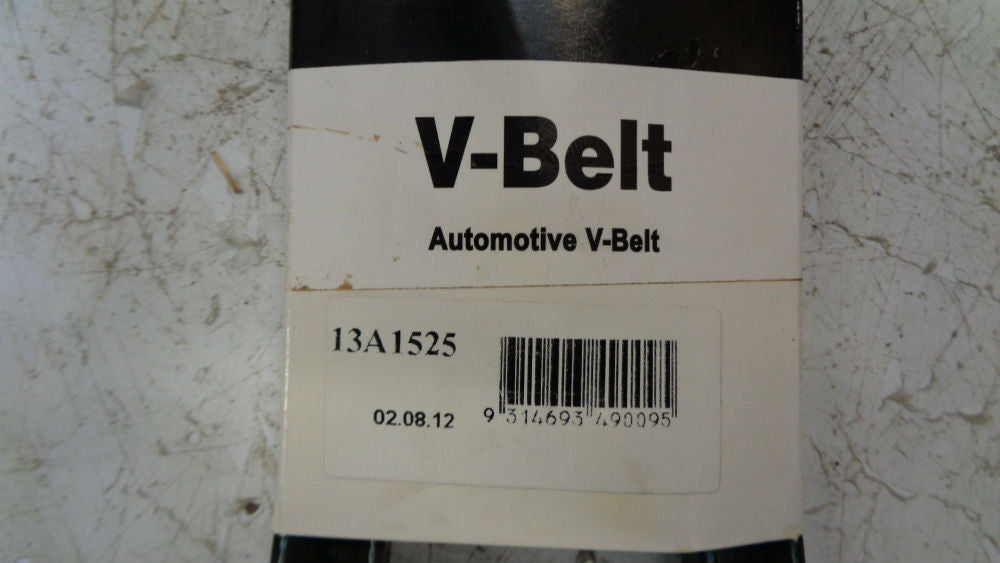 V-Belt
Automotive V-Belt
13A1525
02.08.12
9 314693 490095